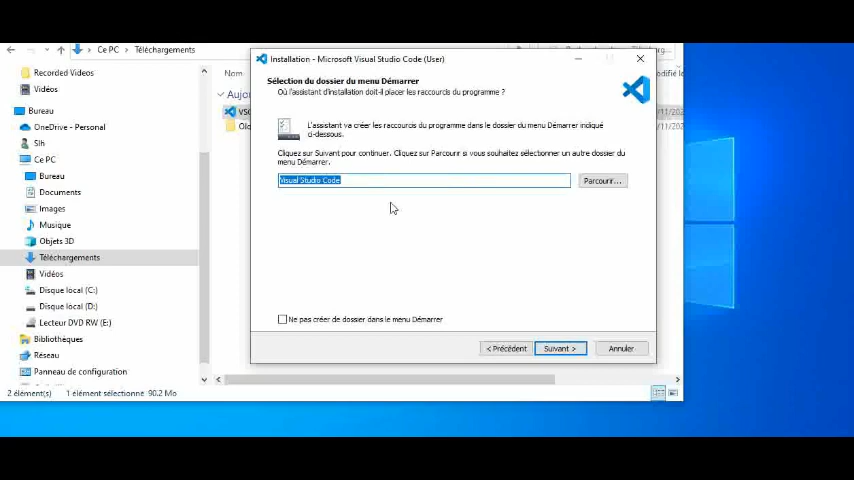 Ce PC > Téléchargements
Installation - Microsoft Visual Studio Code (User)
Sélection du dossier du menu Démarrer
Où l'assistant d'installation doit-il placer les raccourcis du programme ?
L'assistant va créer les raccourcis du programme dans le dossier du menu Démarrer indiqué
ci-dessous.
Cliquez sur Suivant pour continuer. Cliquez sur Parcourir si vous souhaitez sélectionner un autre dossier du
menu Démarrer.
Visual Studio Code
Parcourir...
Ne pas créer de dossier dans le menu Démarrer
< Précédent
Suivant >
Annuler
Nom
Recorded Videos
Vidéos
Bureau
OneDrive - Personal
Slh
Ce PC
Bureau
Documents
Images
Musique
Objets 3D
Téléchargements
Vidéos
Disque local (C:)
Disque local (D:)
Lecteur DVD RW (E:)
Bibliothèques
Réseau
Panneau de configuration
2 élément(s)
1 élément sélectionné 90.2 Mo